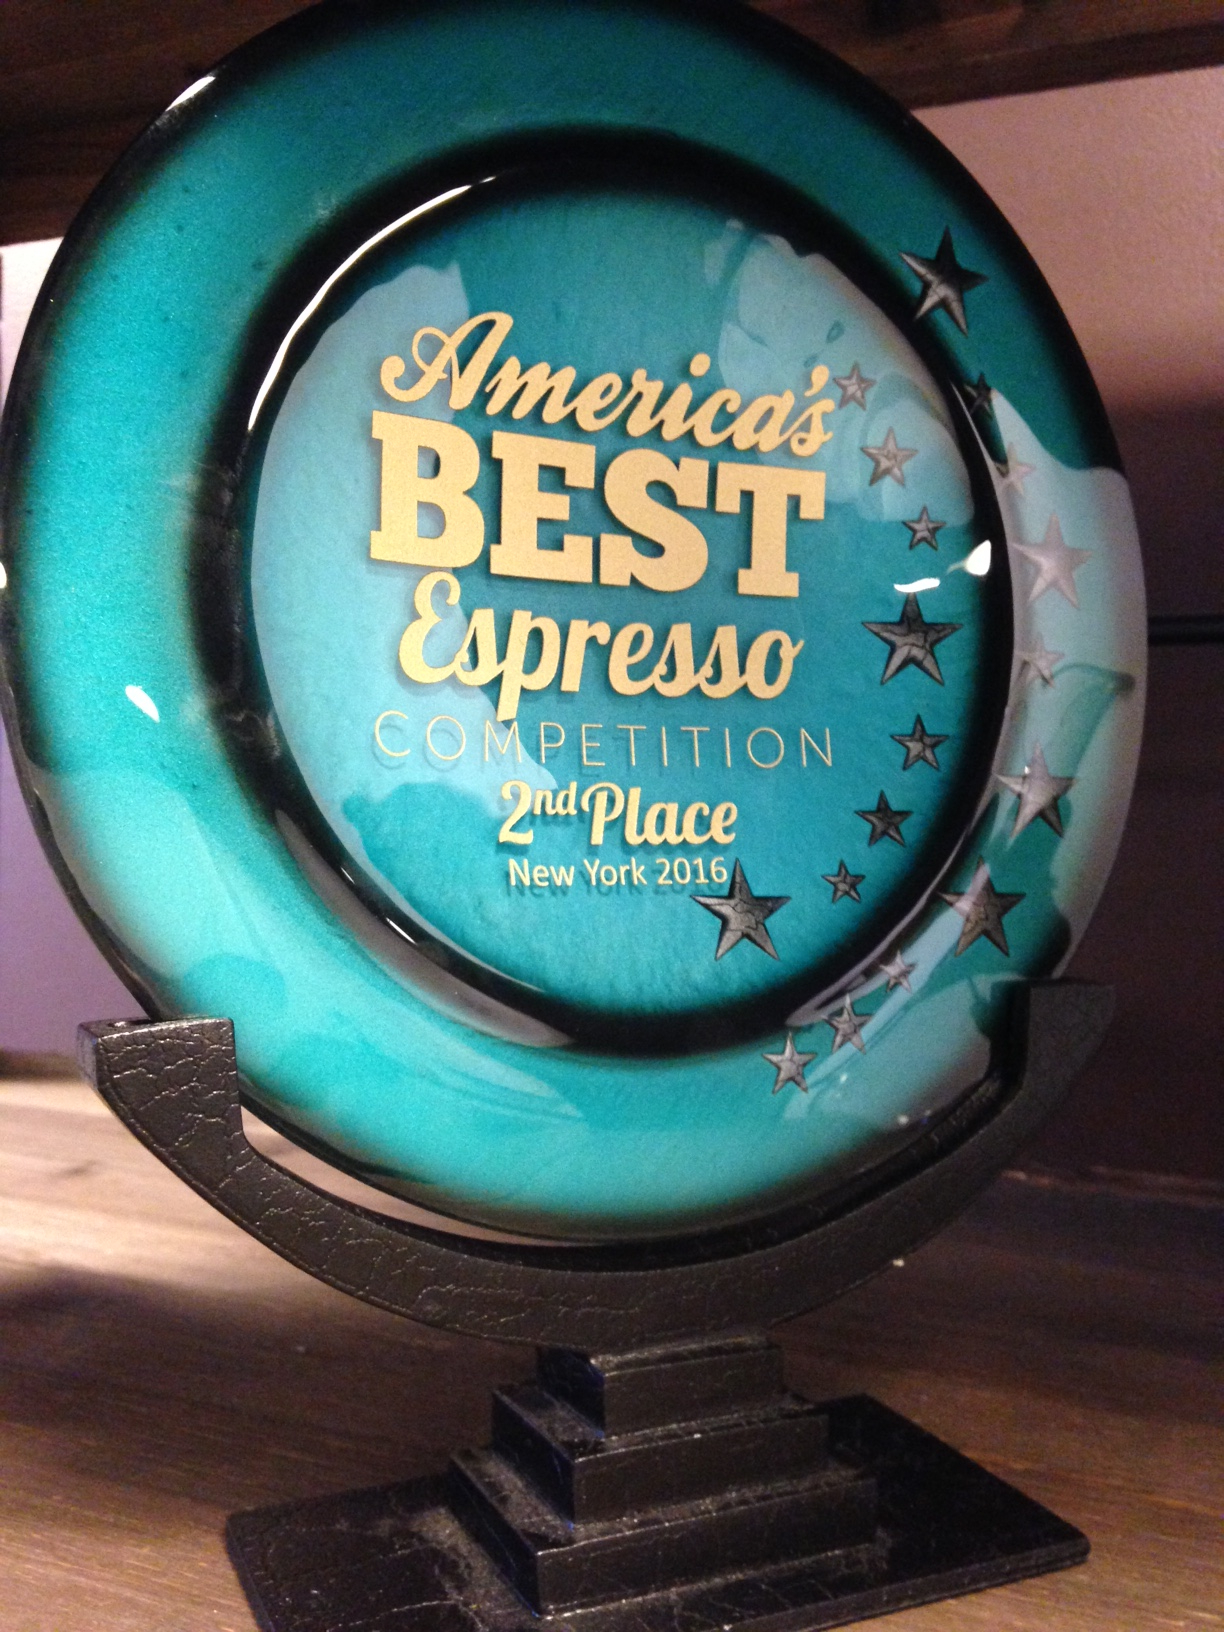 America's
BEST
Espresso
COMPETITION
2nd Place
New York 2016